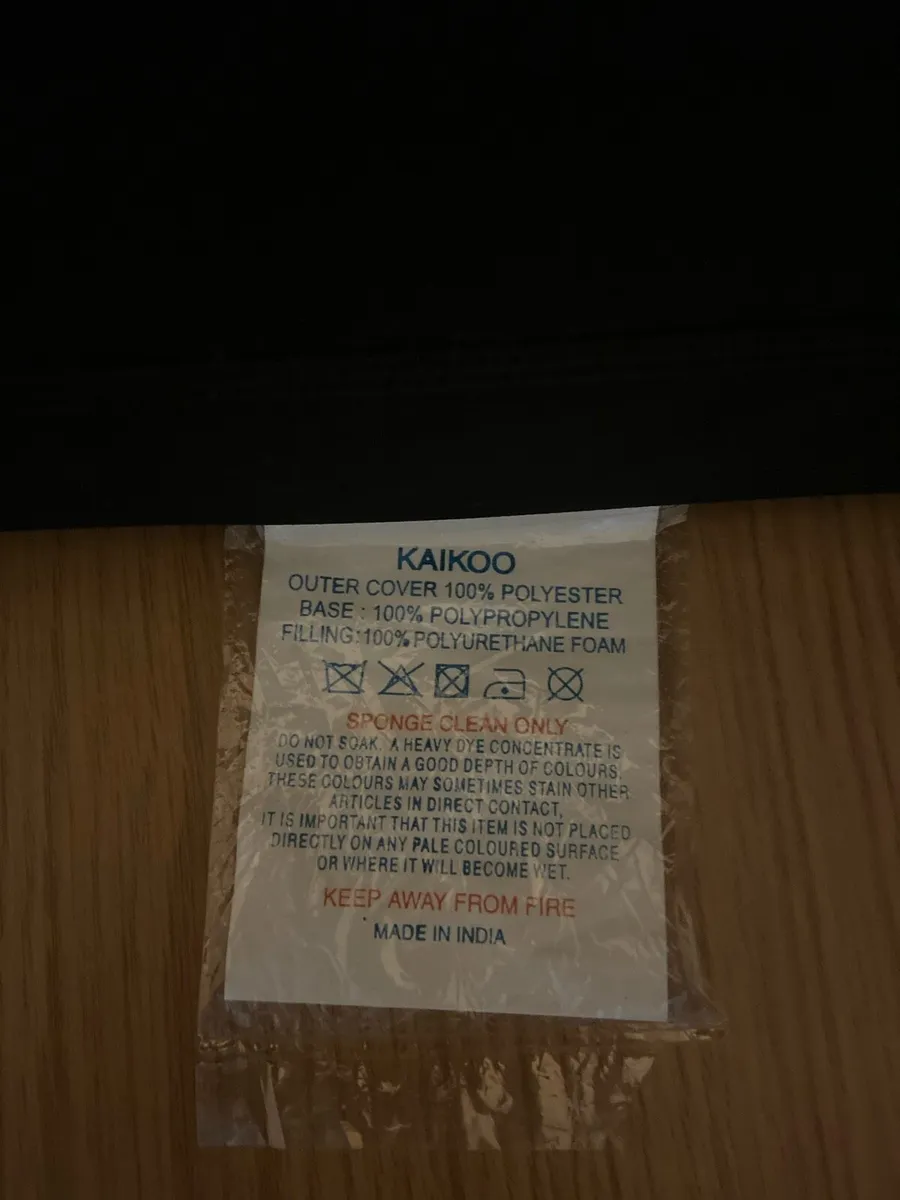 KAIKOO
OUTER COVER 100% POLYESTER
BASE : 100% POLYPROPYLENE
FILLING:100% POLYURETHANE FOAM
SPONGE CLEAN ONLY
DO NOT SOAK. A HEAVY DYE CONCENTRATE IS
USED TO OBTAIN A GOOD DEPTH OF COLOURS.
THESE COLOURS MAY SOMETIMES STAIN OTHER
ARTICLES IN DIRECT CONTACT,
IT IS IMPORTANT THAT THIS ITEM IS NOT PLACED
DIRECTLY ON ANY PALE COLOURED SURFACE
OR WHERE IT WILL BECOME WET.
KEEP AWAY FROM FIRE
MADE IN INDIA